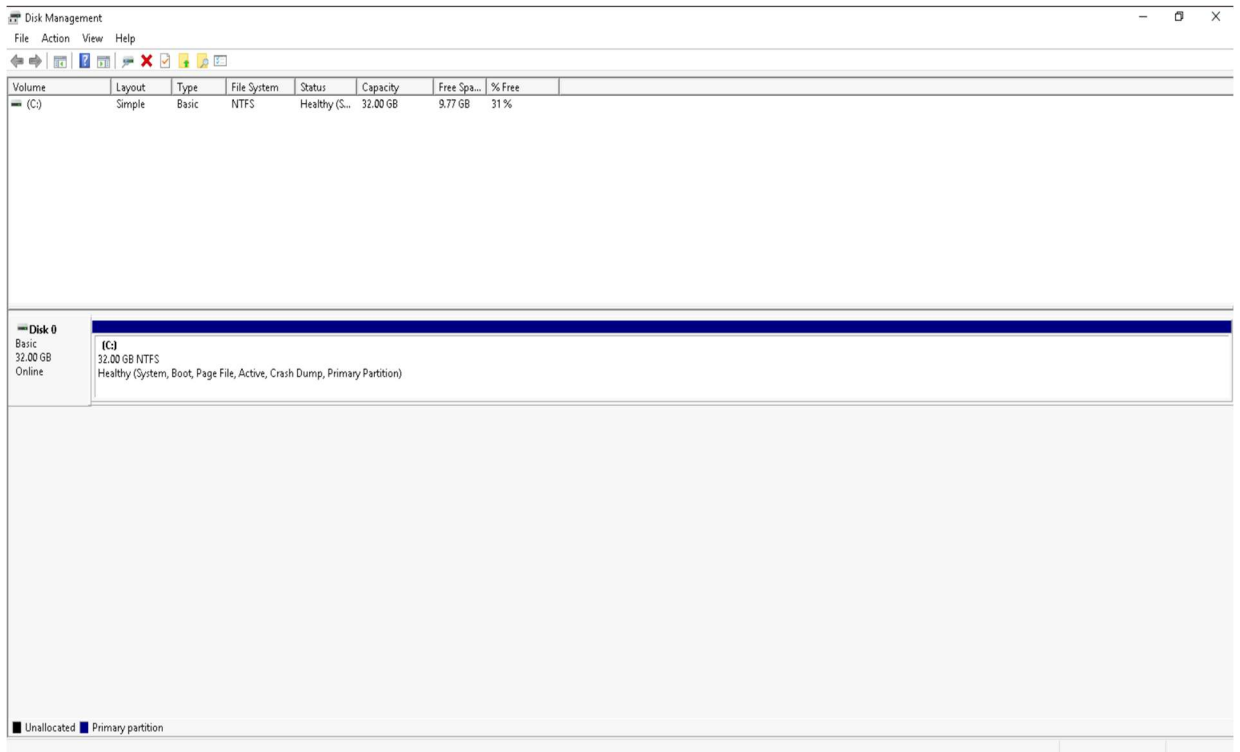 Disk Management
File Action View Help
Volume Layout Type File System Status Capacity Free Spa... % Free
(C:) Simple Basic NTFS Healthy (S... 32.00 GB 9.77 GB 31 %
Disk 0
Basic
32.00 GB
Online
(C:)
32.00 GB NTFS
Healthy (System, Boot, Page File, Active, Crash Dump, Primary Partition)
Unallocated Primary partition